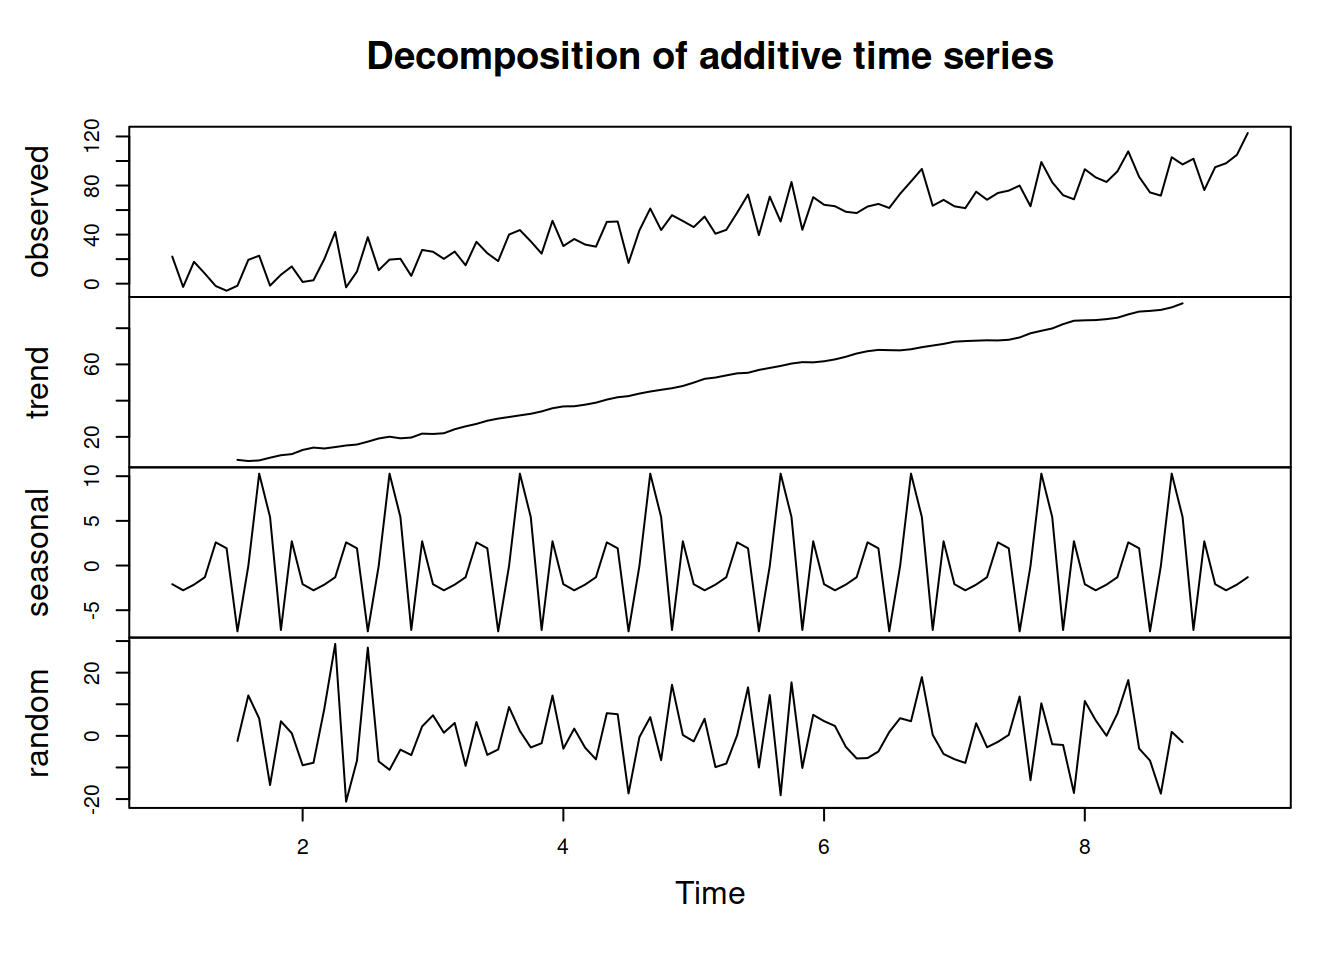 Decomposition of additive time series
observed
0 40 80 120
trend
20 60
seasonal
-5 0 5 10
random
-20 0 20
2 4 6 8
Time